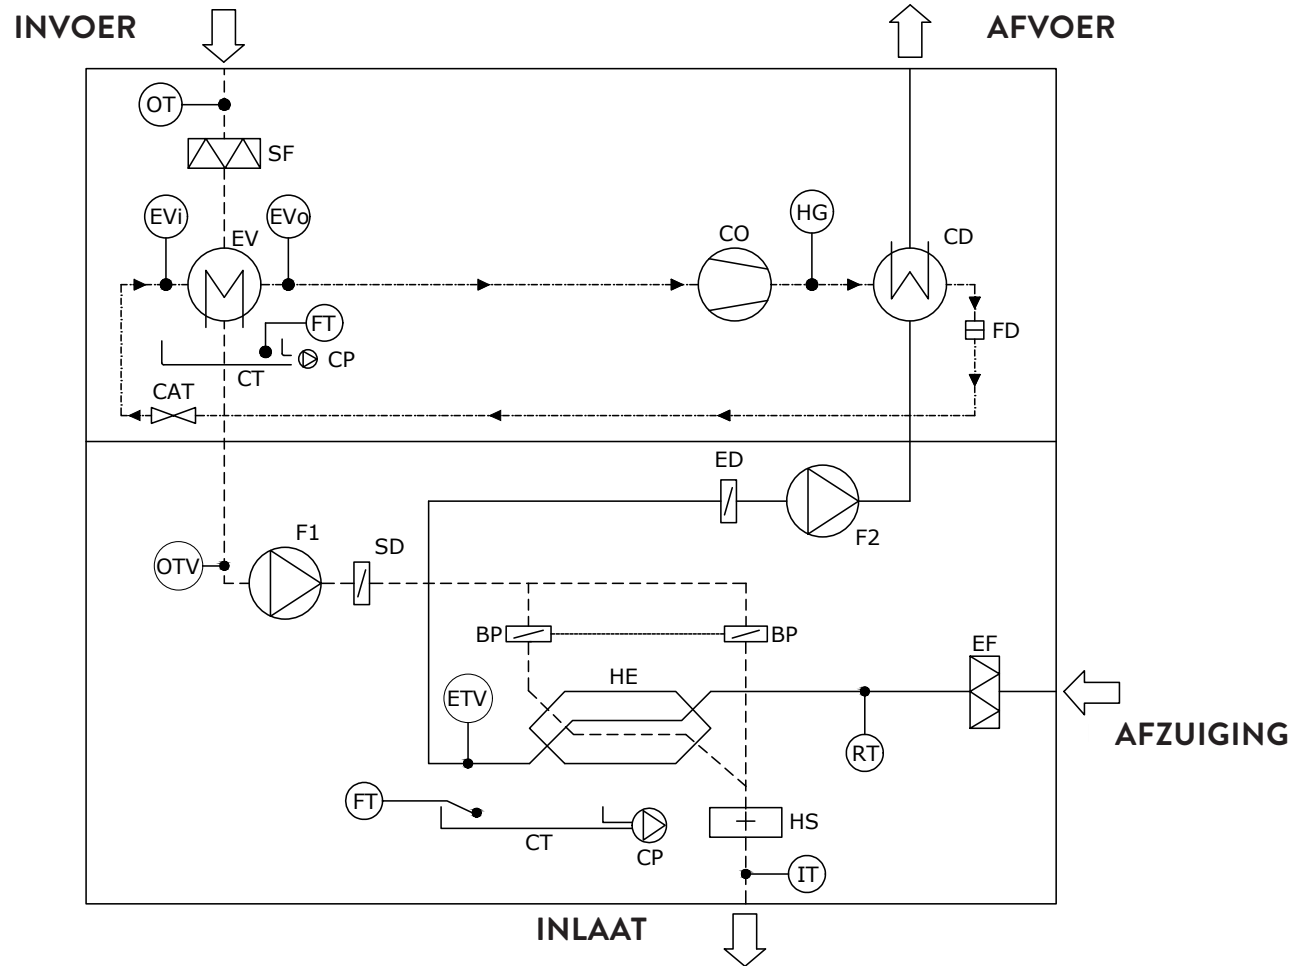 INVOER
AFVOER
OT
SF
EVi
EVo
EV
HG
CO
CD
FT
FD
CP
CT
CAT
ED
F2
F1
SD
OTV
BP
BP
EF
HE
ETV
AFZUIGING
RT
FT
HS
CT
CP
IT
INLAAT